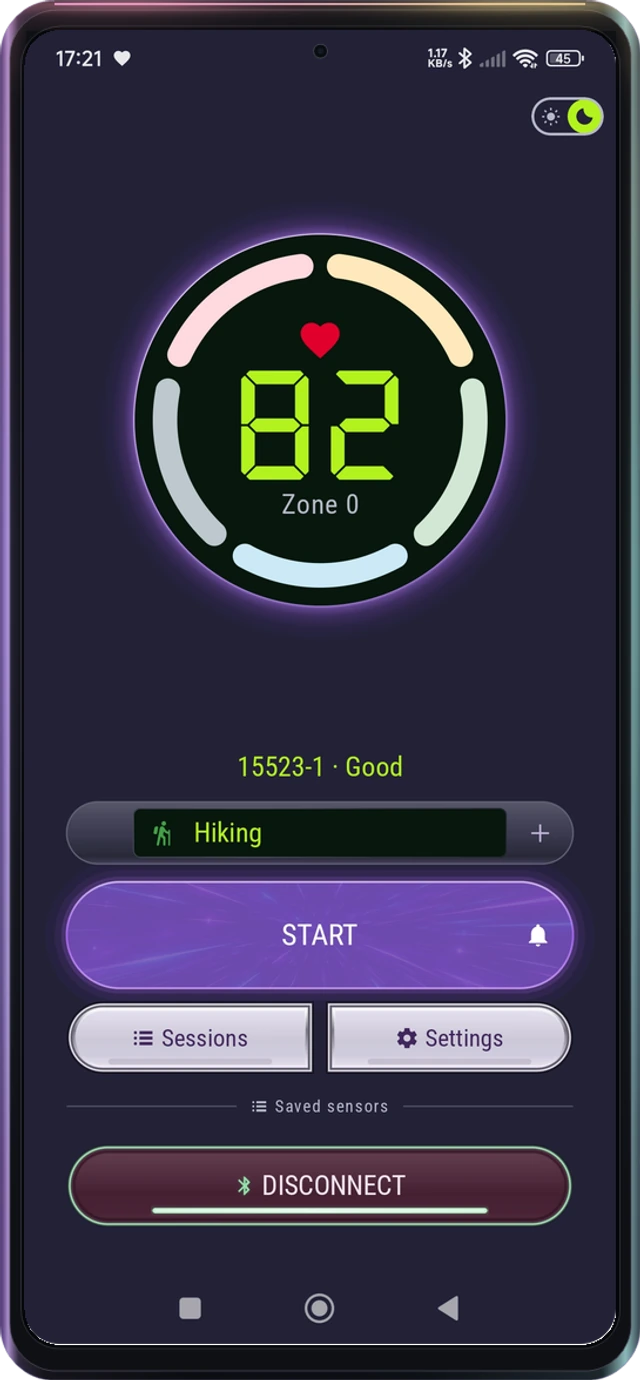 17:21
1.17
KB/s
45
82
Zone 0
15523-1 · Good
Hiking
START
Sessions
Settings
Saved sensors
DISCONNECT